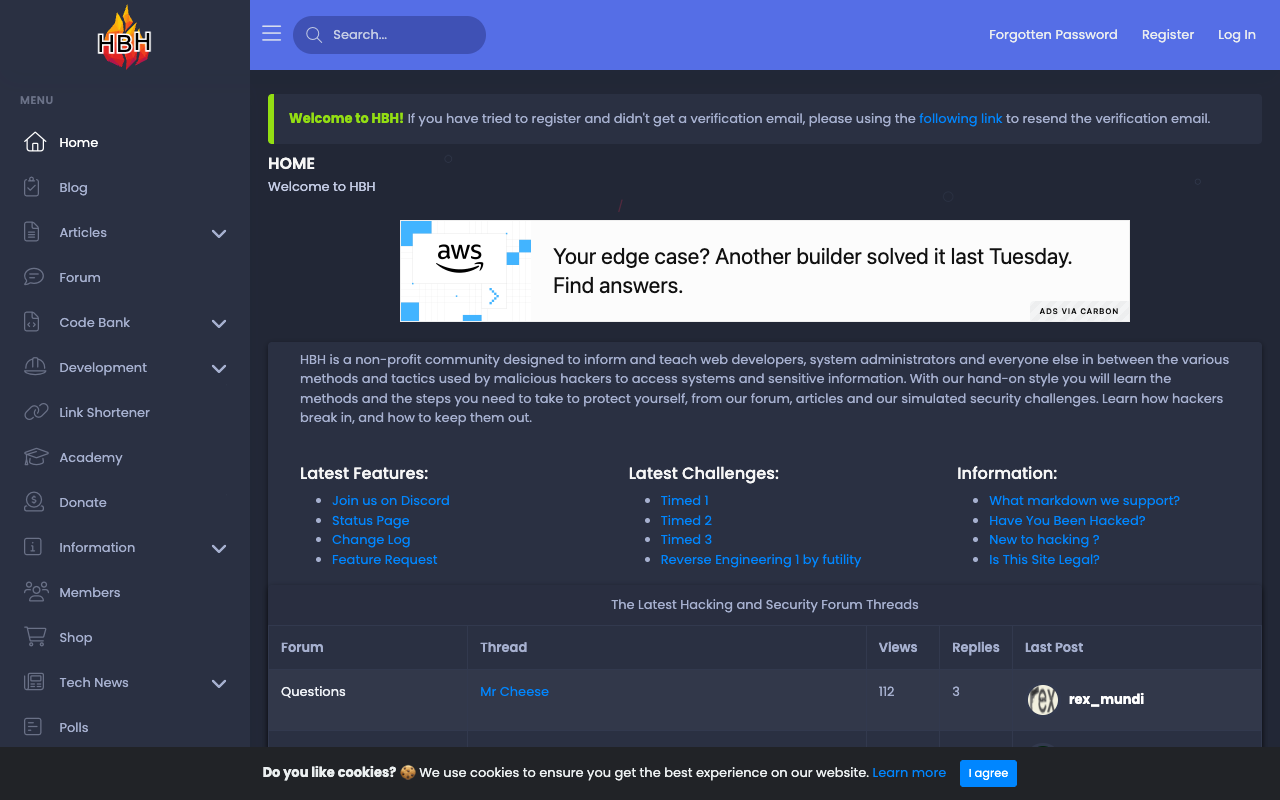 HBH
Search...
Forgotten Password
Register
Log In
MENU
Home
Blog
Articles
Forum
Code Bank
Development
Link Shortener
Academy
Donate
Information
Members
Shop
Tech News
Polls
Welcome to HBH! If you have tried to register and didn't get a verification email, please using the following link to resend the verification email.
HOME
Welcome to HBH
aws
Your edge case? Another builder solved it last Tuesday.
Find answers.
ADS VIA CARBON
HBH is a non-profit community designed to inform and teach web developers, system administrators and everyone else in between the various
methods and tactics used by malicious hackers to access systems and sensitive information. With our hand-on style you will learn the
methods and the steps you need to take to protect yourself, from our forum, articles and our simulated security challenges. Learn how hackers
break in, and how to keep them out.
Latest Features:
Join us on Discord
Status Page
Change Log
Feature Request
Latest Challenges:
Timed 1
Timed 2
Timed 3
Reverse Engineering 1 by futility
Information:
What markdown we support?
Have You Been Hacked?
New to hacking ?
Is This Site Legal?
The Latest Hacking and Security Forum Threads
Forum Thread Views Replies Last Post
Questions Mr Cheese 112 3 rex_mundi
Do you like cookies? 🍪 We use cookies to ensure you get the best experience on our website. Learn more I agree